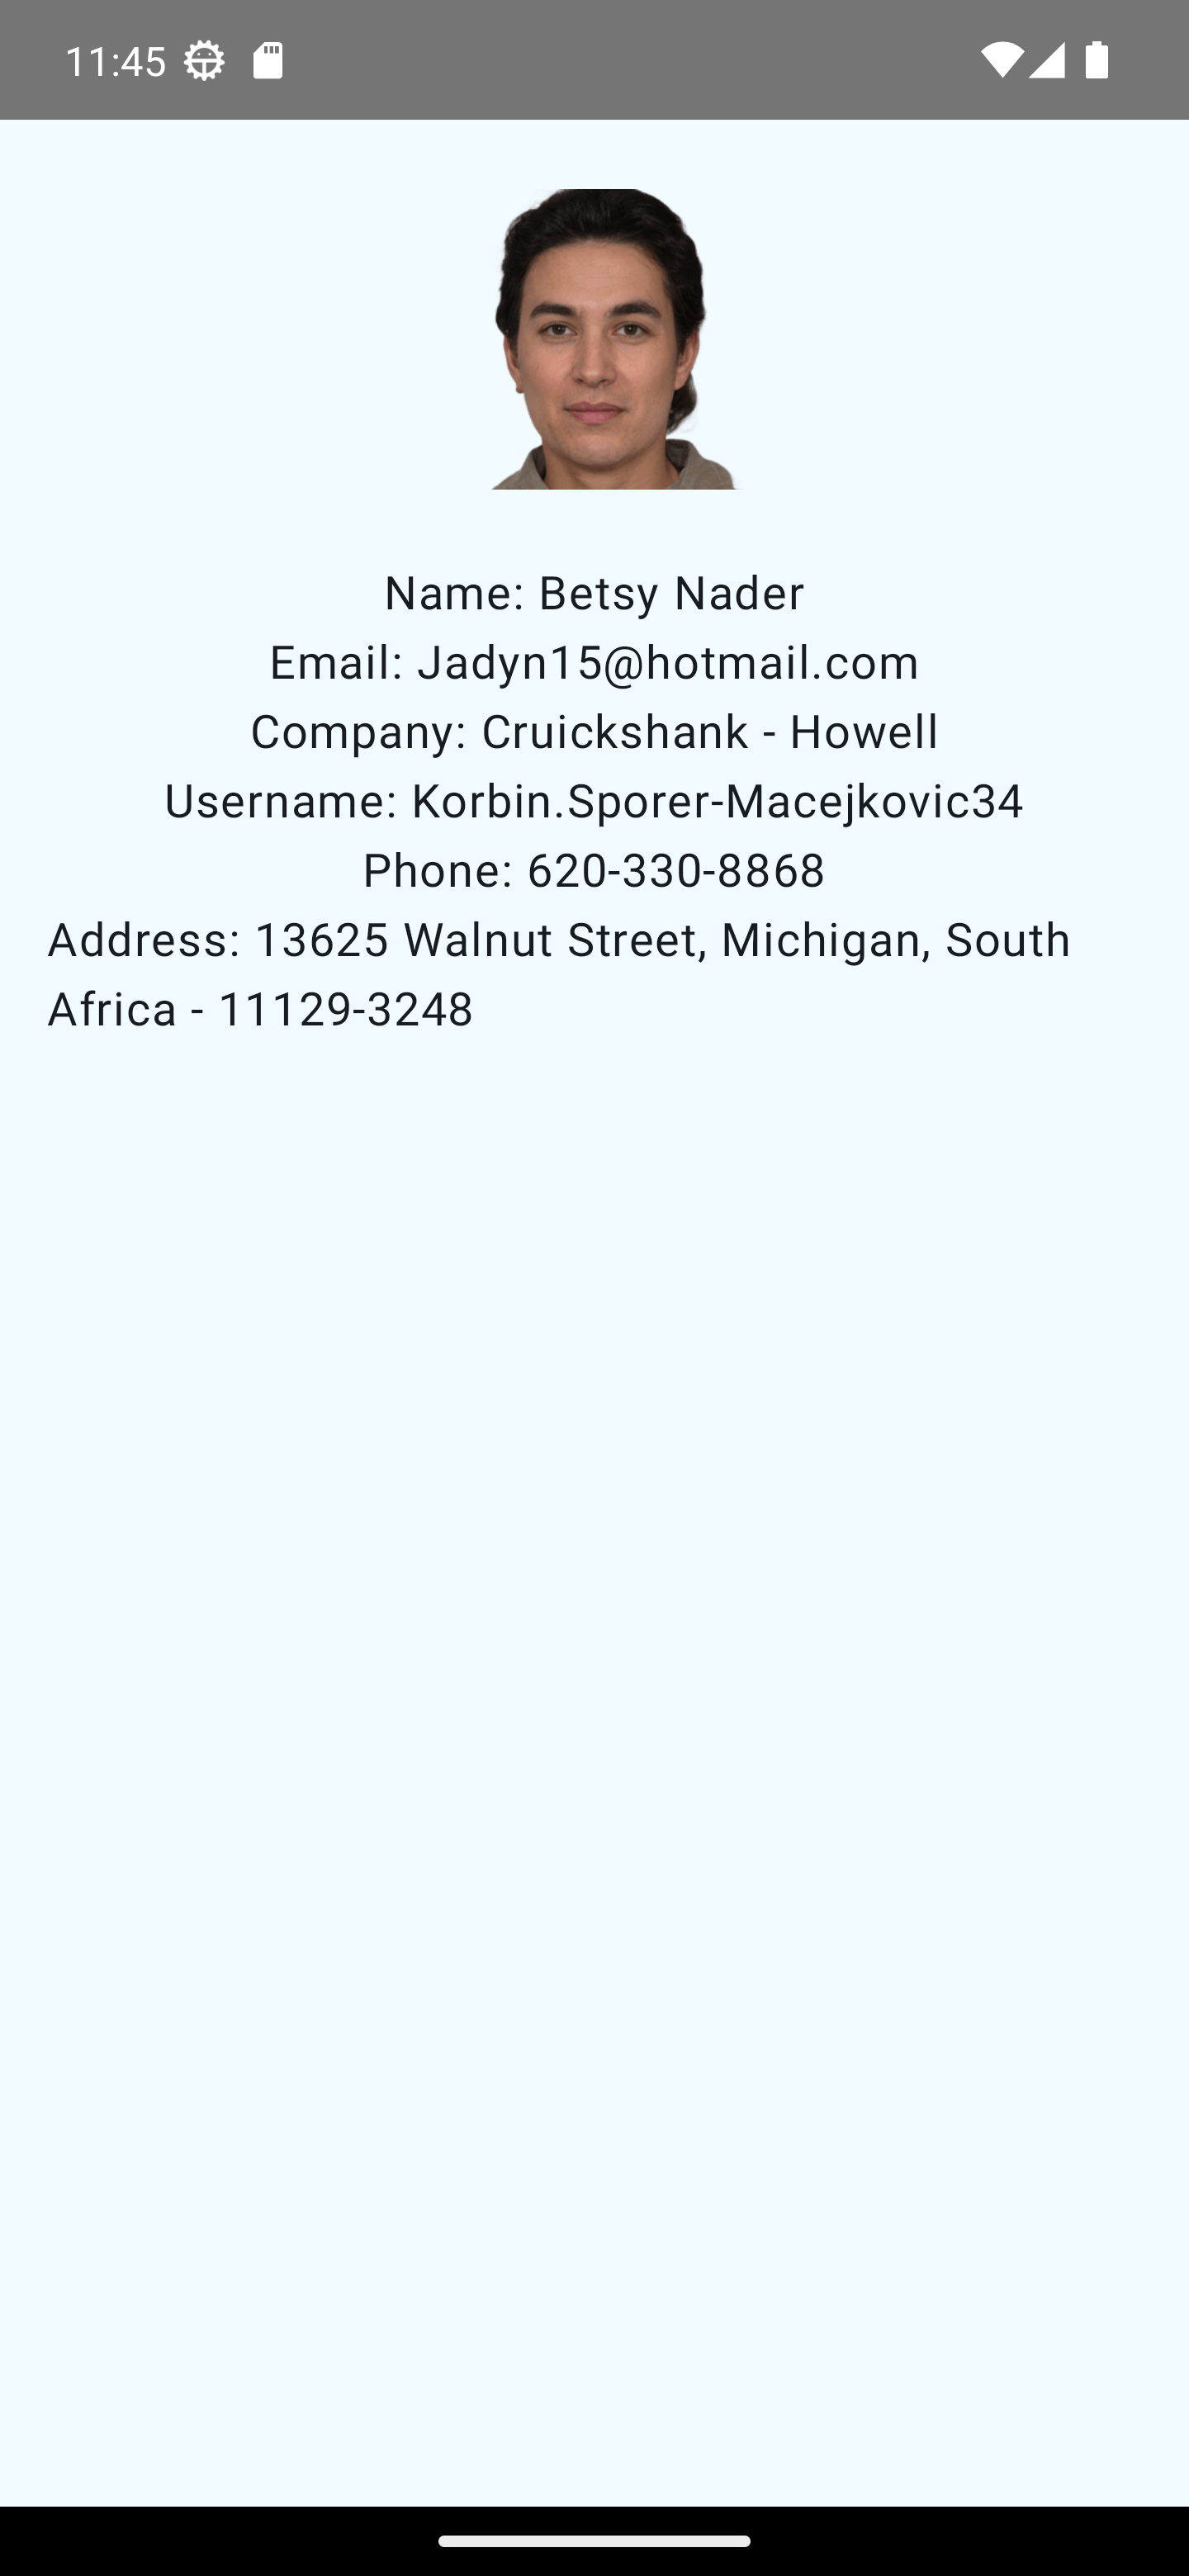 11:45
Name: Betsy Nader
Email: Jadyn15@hotmail.com
Company: Cruickshank - Howell
Username: Korbin.Sporer-Macejkovic34
Phone: 620-330-8868
Address: 13625 Walnut Street, Michigan, South
Africa - 11129-3248